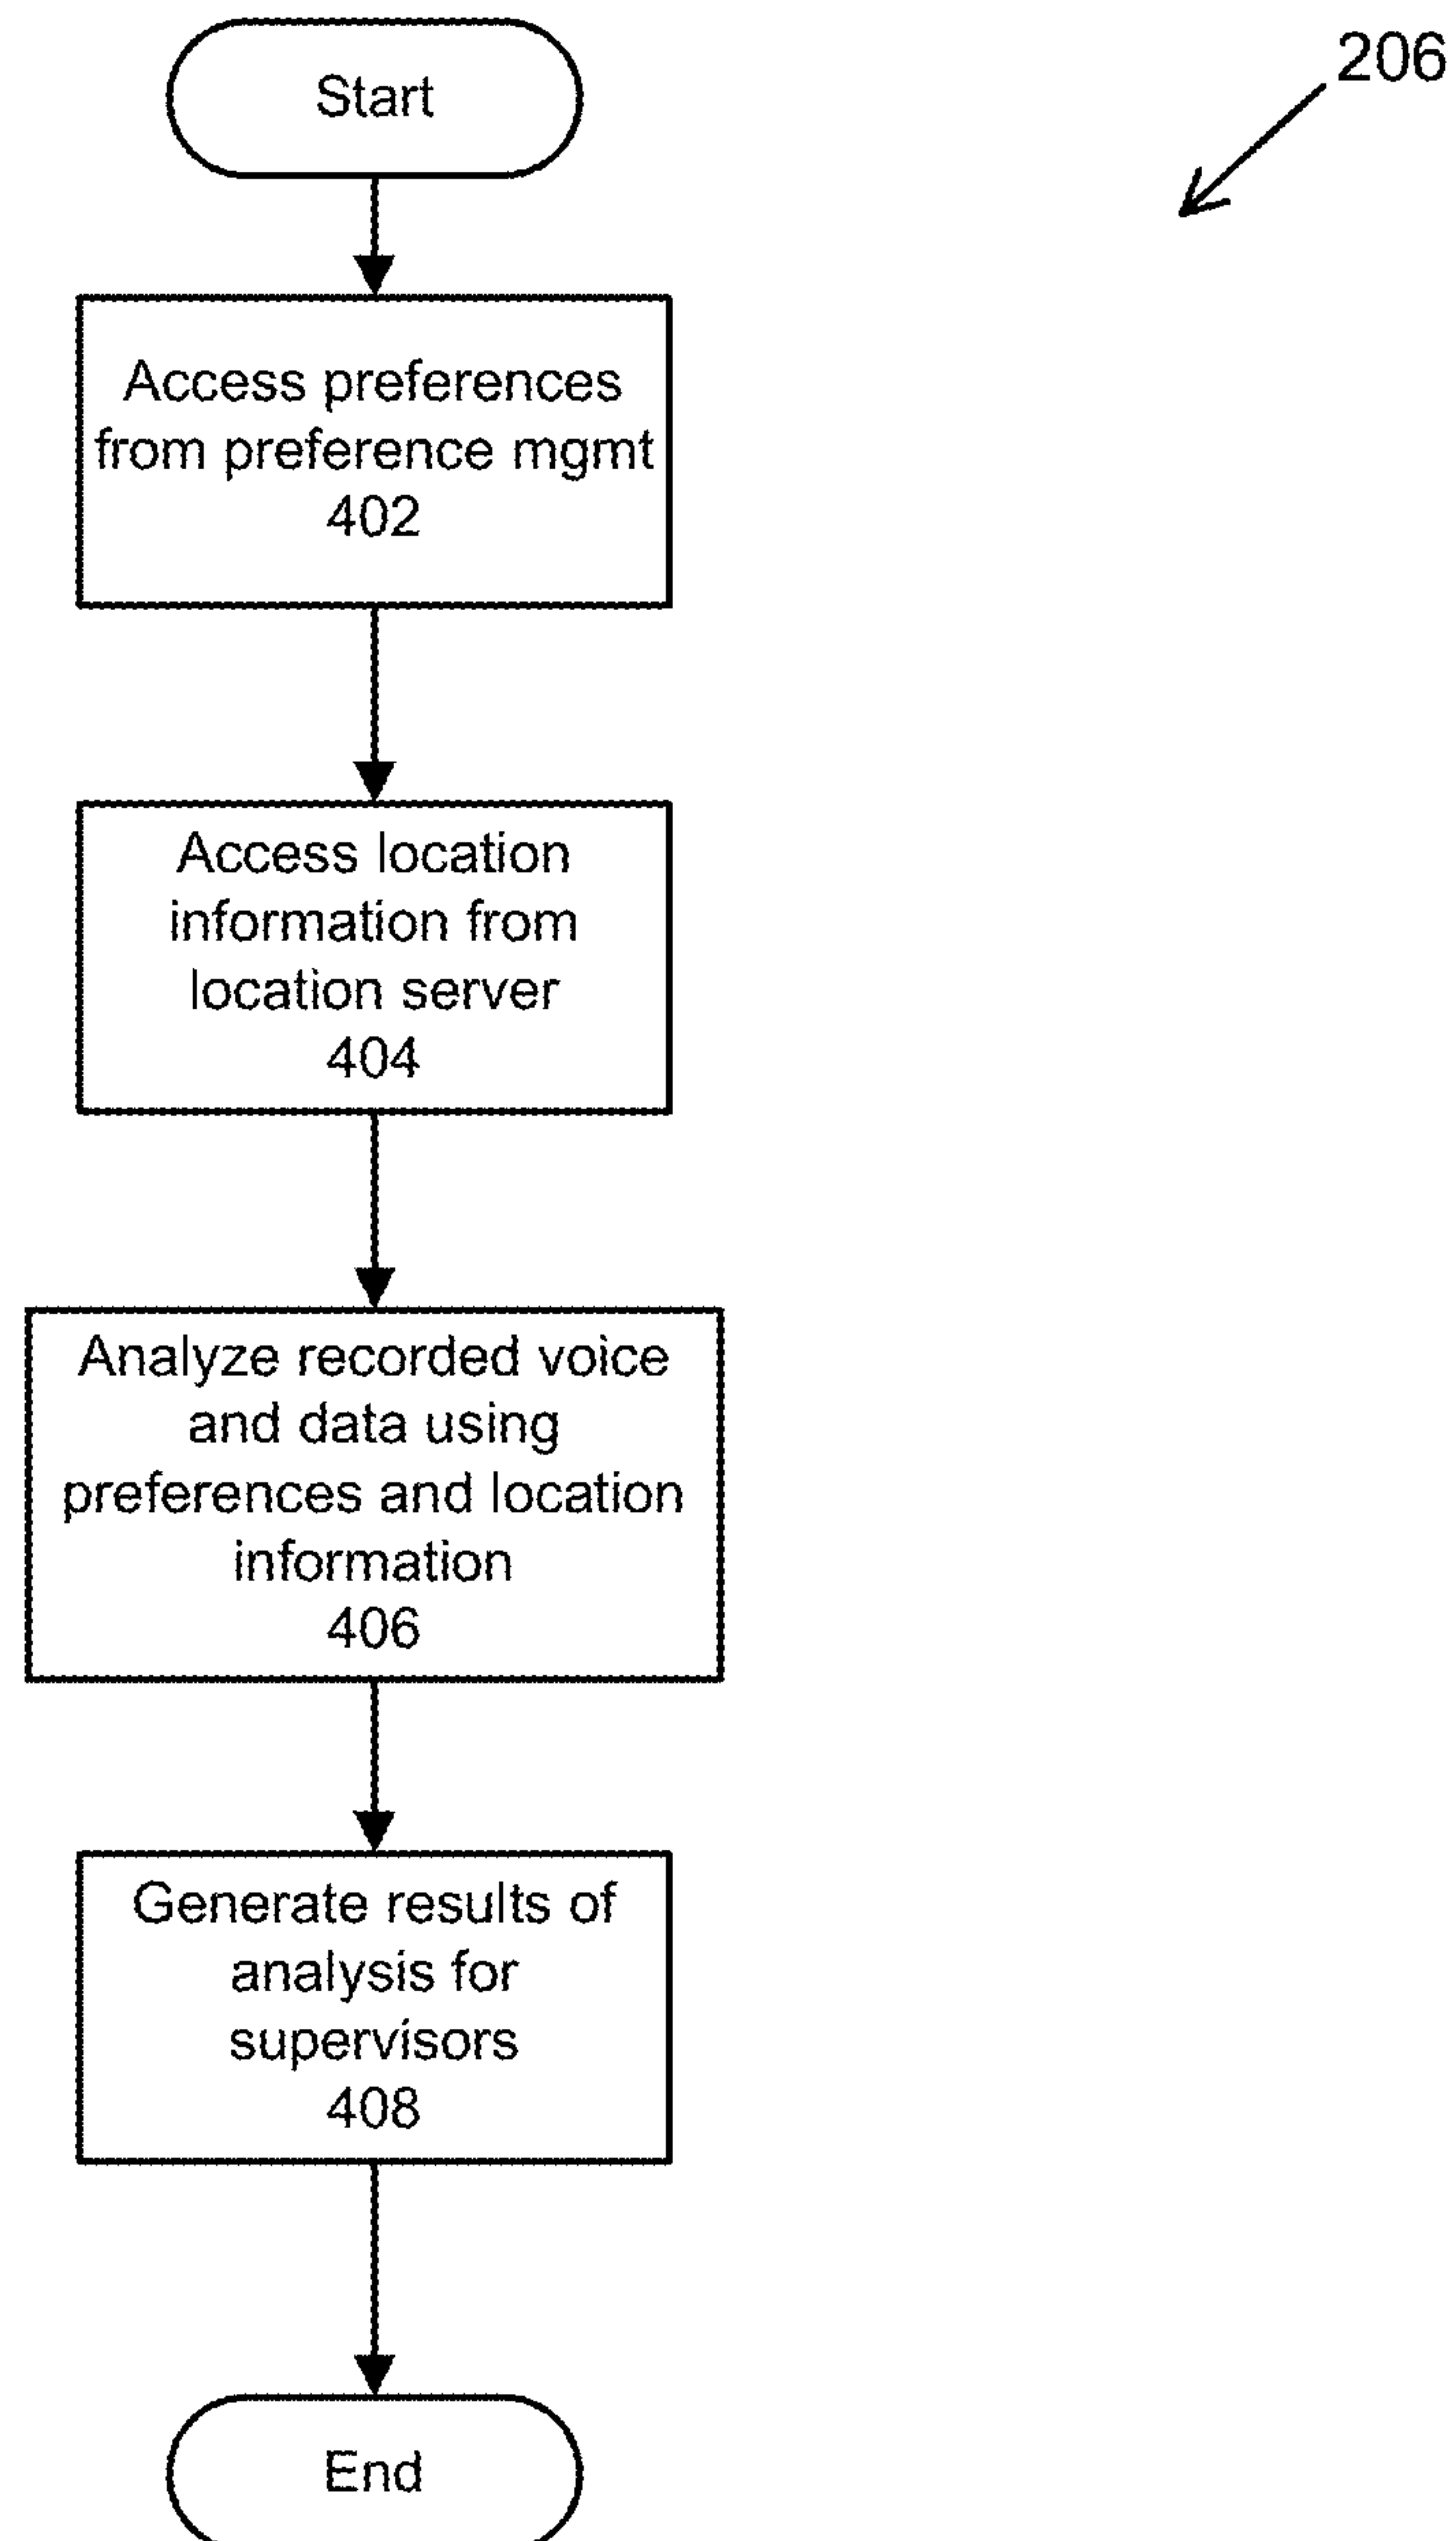 Start
206
Access preferences
from preference mgmt
402
Access location
information from
location server
404
Analyze recorded voice
and data using
preferences and location
information
406
Generate results of
analysis for
supervisors
408
End